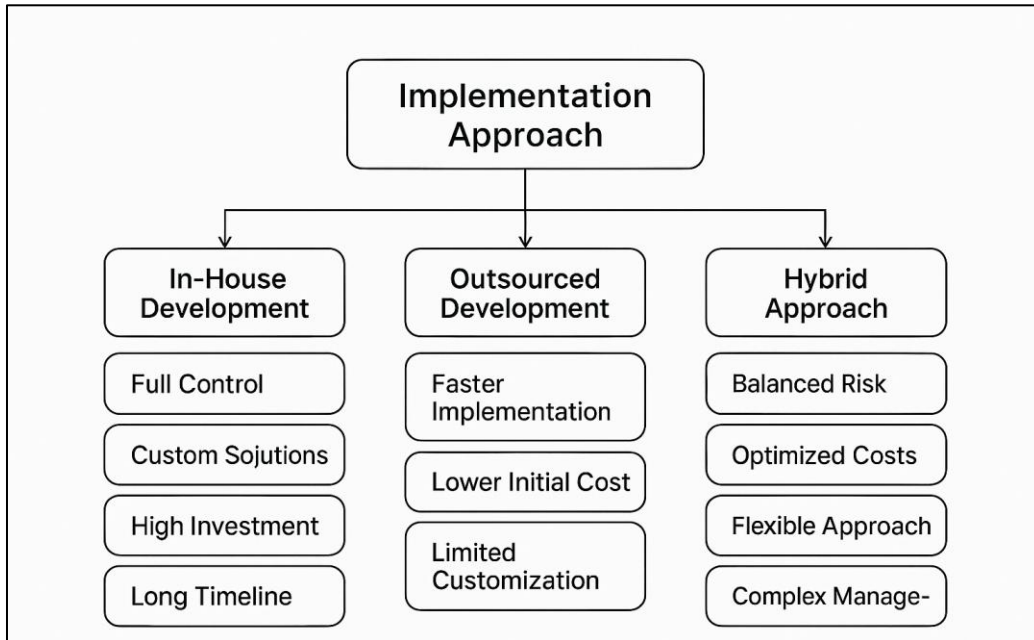 Implementation
Approach
In-House
Development
Full Control
Custom Sojutions
High Investment
Long Timeline
Outsourced
Development
Faster
Implementation
Lower Initial Cost
Limited
Customization
Hybrid
Approach
Balanced Risk
Optimized Costs
Flexible Approach
Complex Manage-